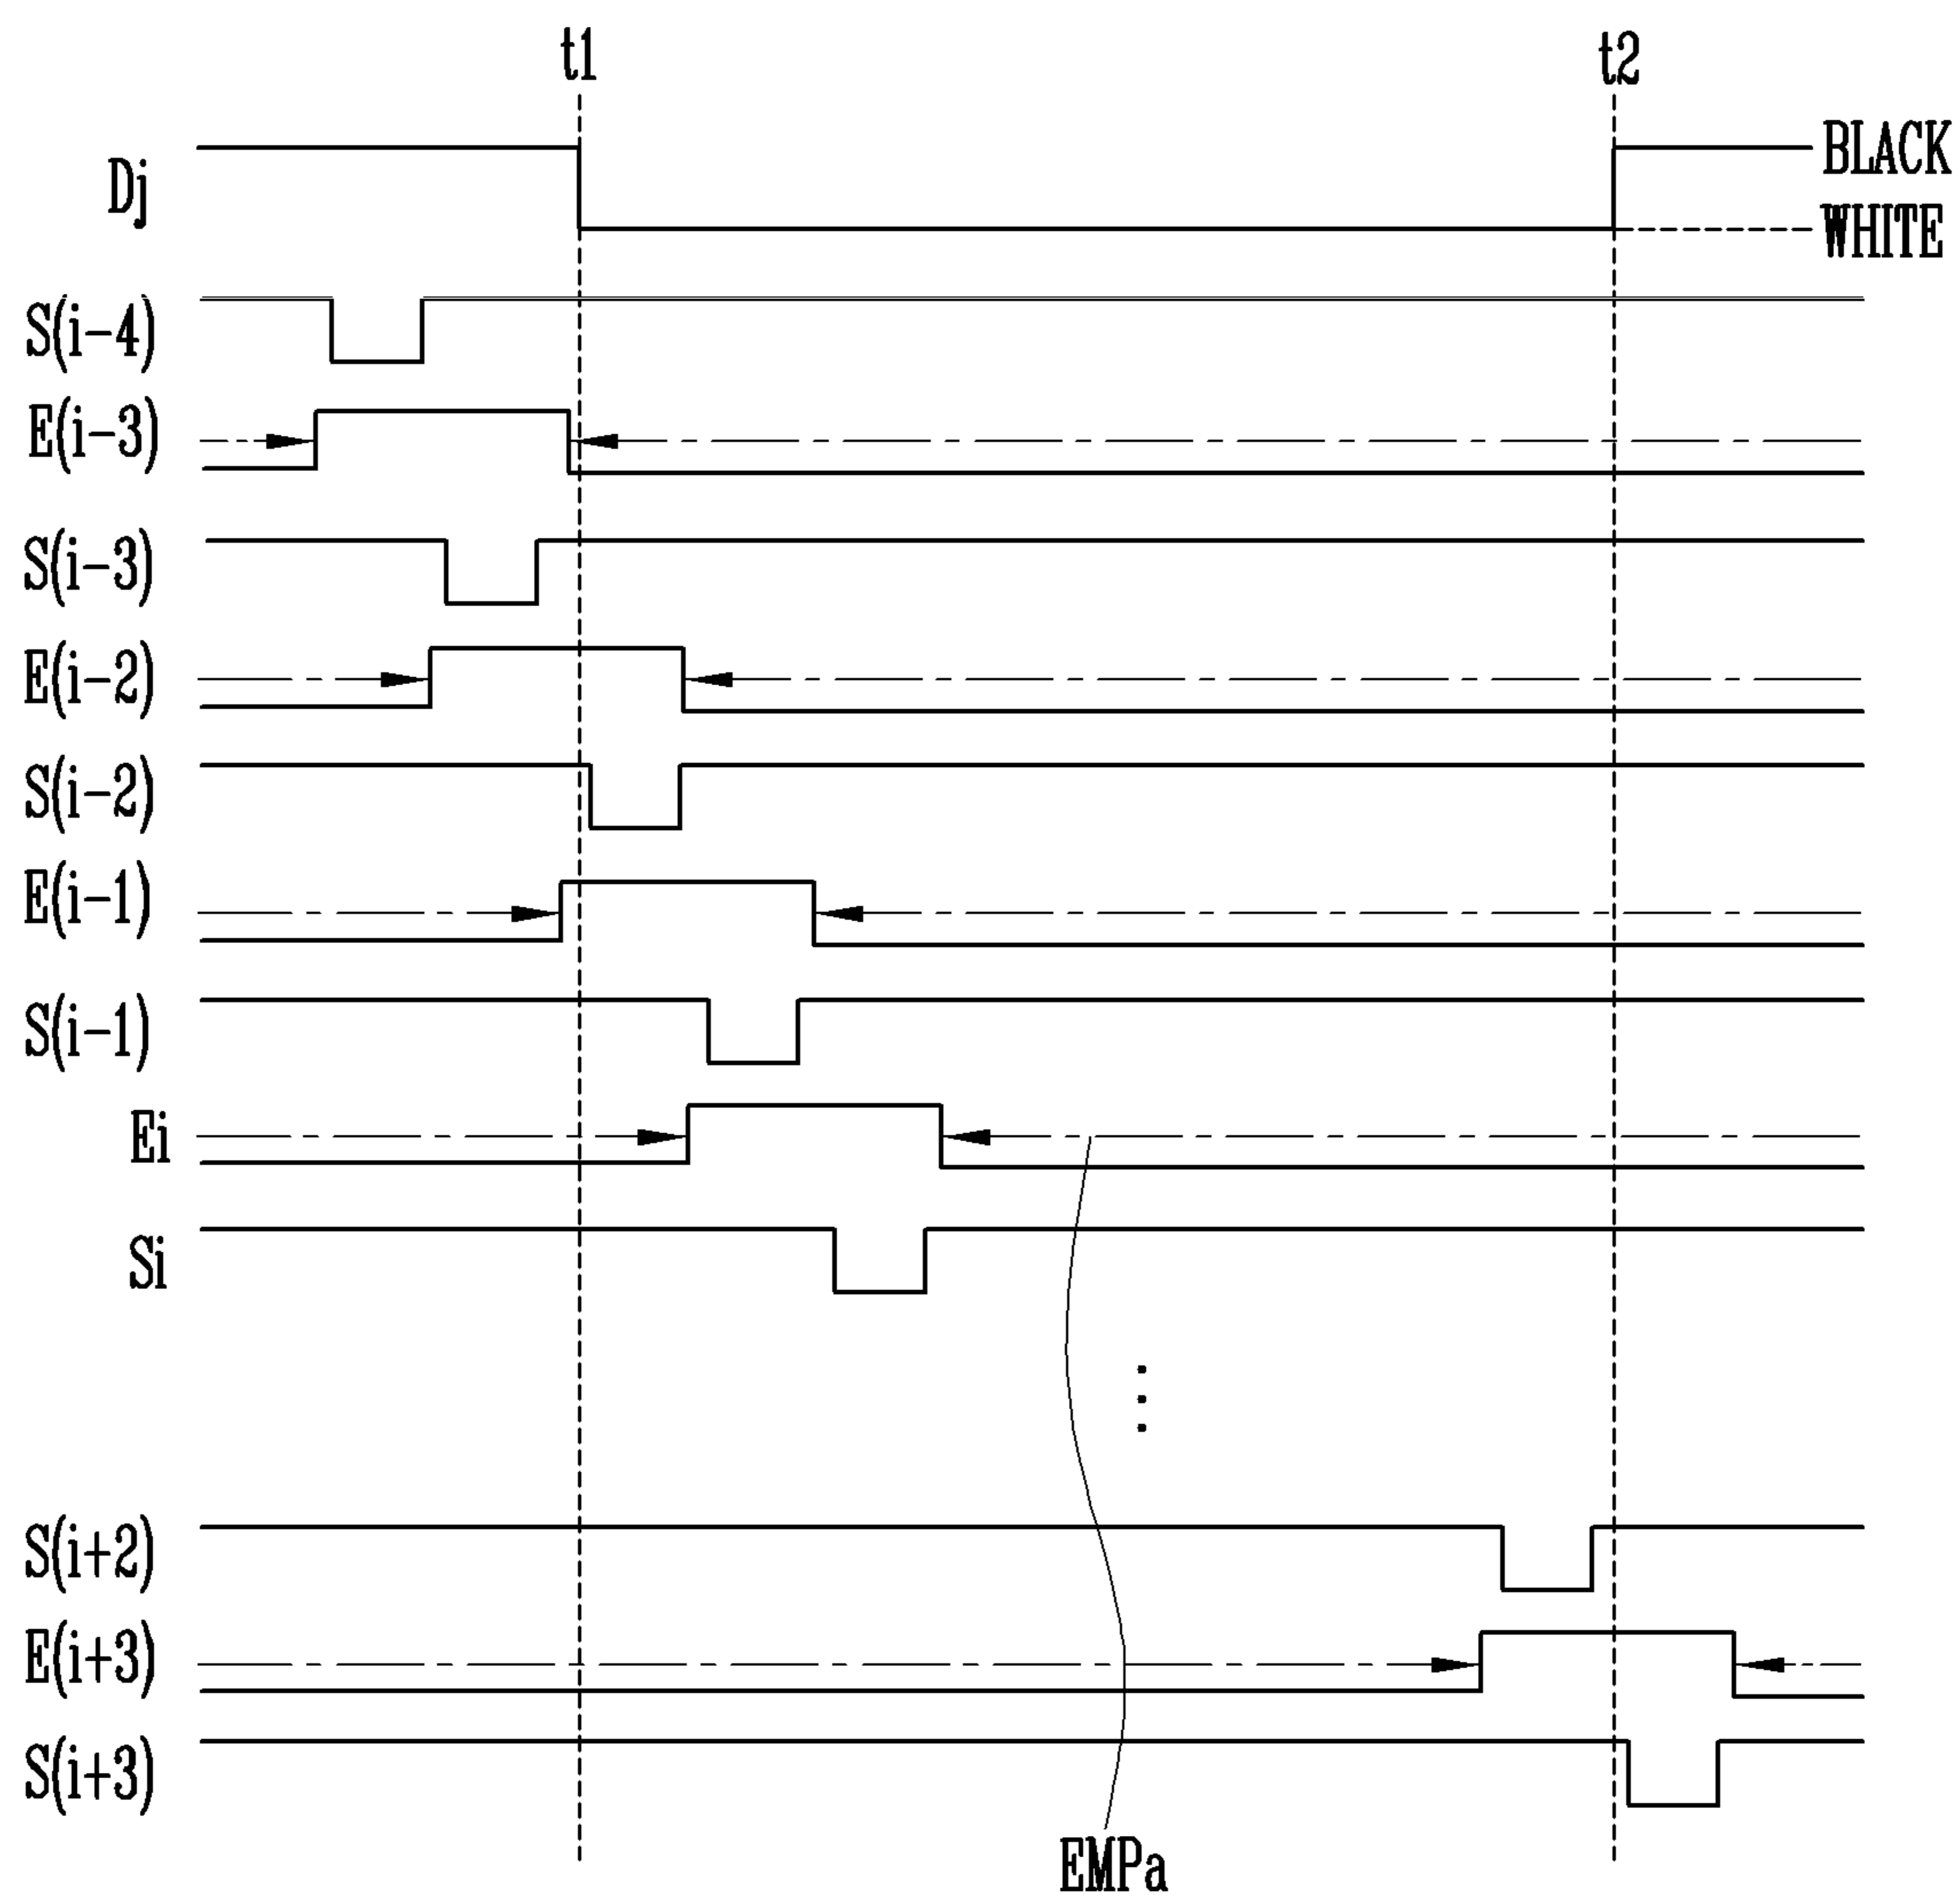 t1 t2
BLACK
Dj
WHITE
S(i-4)
E(i-3)
S(i-3)
E(i-2)
S(i-2)
E(i-1)
S(i-1)
Ei
Si
S(i+2)
E(i+3)
S(i+3)
EMPa